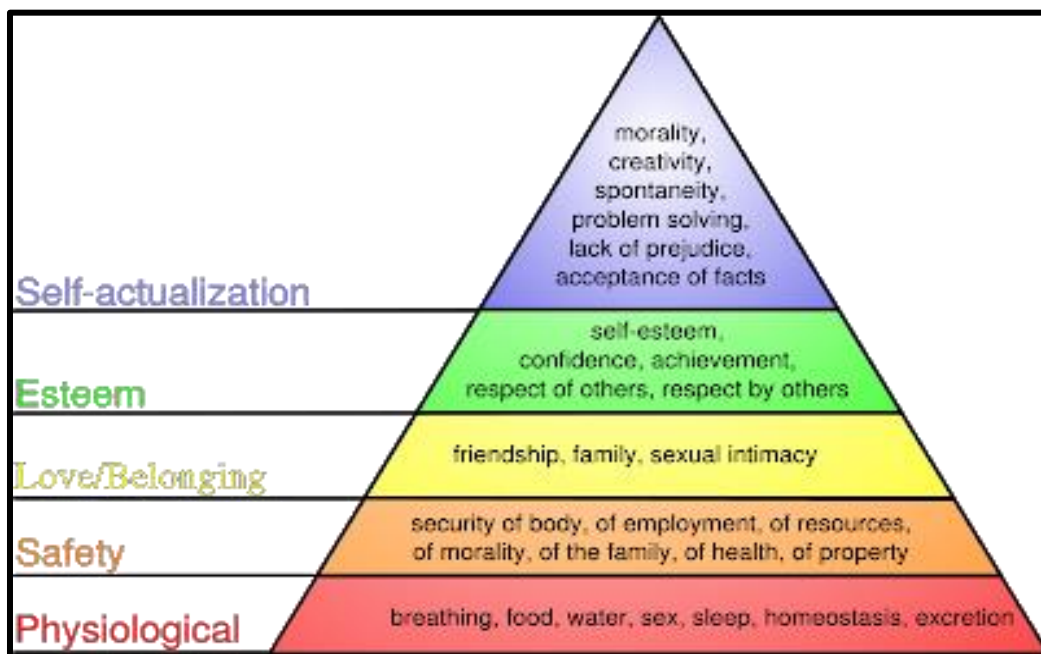 morality,
creativity,
spontaneity,
problem solving,
lack of prejudice,
acceptance of facts
Self-actualization
self-esteem,
confidence, achievement,
respect of others, respect by others
Esteem
friendship, family, sexual intimacy
Love/Belonging
security of body, of employment, of resources,
of morality, of the family, of health, of property
Safety
breathing, food, water, sex, sleep, homeostasis, excretion
Physiological